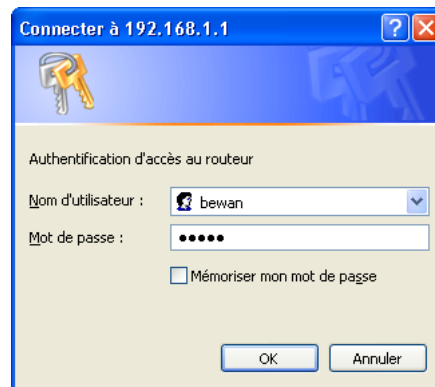 Connecter à 192.168.1.1
Authentification d'accès au routeur
Nom d'utilisateur : bewan
Mot de passe : •••••
Mémoriser mon mot de passe
OK Annuler